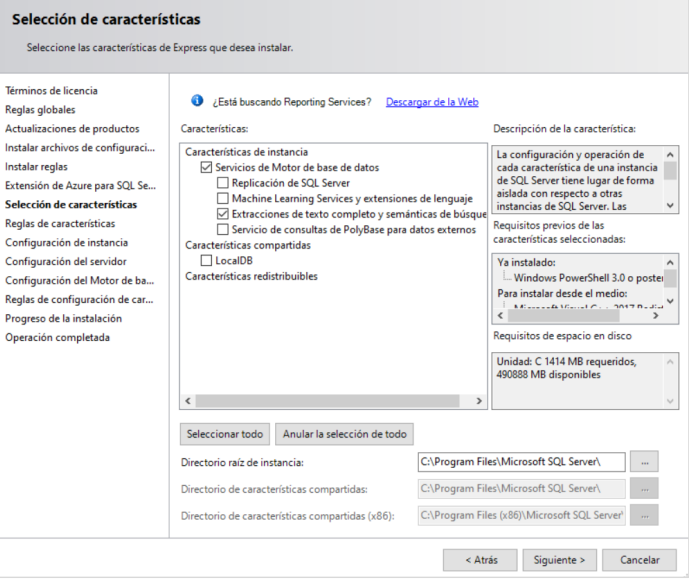 Selección de características
Seleccione las características de Express que desea instalar.
Términos de licencia
Reglas globales
Actualizaciones de productos
Instalar archivos de configuraci...
Instalar reglas
Extensión de Azure para SQL Se...
Selección de características
Reglas de características
Configuración de instancia
Configuración del servidor
Configuración del Motor de ba...
Reglas de configuración de car...
Progreso de la instalación
Operación completada
¿Está buscando Reporting Services? Descargar de la Web
Características:
Características de instancia
Servicios de Motor de base de datos
Replicación de SQL Server
Machine Learning Services y extensiones de lenguaje
Extracciones de texto completo y semánticas de búsque
Servicio de consultas de PolyBase para datos externos
Características compartidas
LocalDB
Características redistribuibles
Descripción de la característica:
La configuración y operación de
cada característica de una instancia
de SQL Server tiene lugar de forma
aislada con respecto a otras
instancias de SQL Server. Las
Requisitos previos de las
características seleccionadas:
Ya instalado:
Windows PowerShell 3.0 o poster
Para instalar desde el medio:
Microsoft Visual C++ 2017 Redist
Requisitos de espacio en disco
Unidad: C 1414 MB requeridos,
490888 MB disponibles
Seleccionar todo
Anular la selección de todo
Directorio raíz de instancia:
C:\Program Files\Microsoft SQL Server\
...
Directorio de características compartidas:
C:\Program Files\Microsoft SQL Server\
...
Directorio de características compartidas (x86):
C:\Program Files (x86)\Microsoft SQL Server\
...
< Atrás
Siguiente >
Cancelar